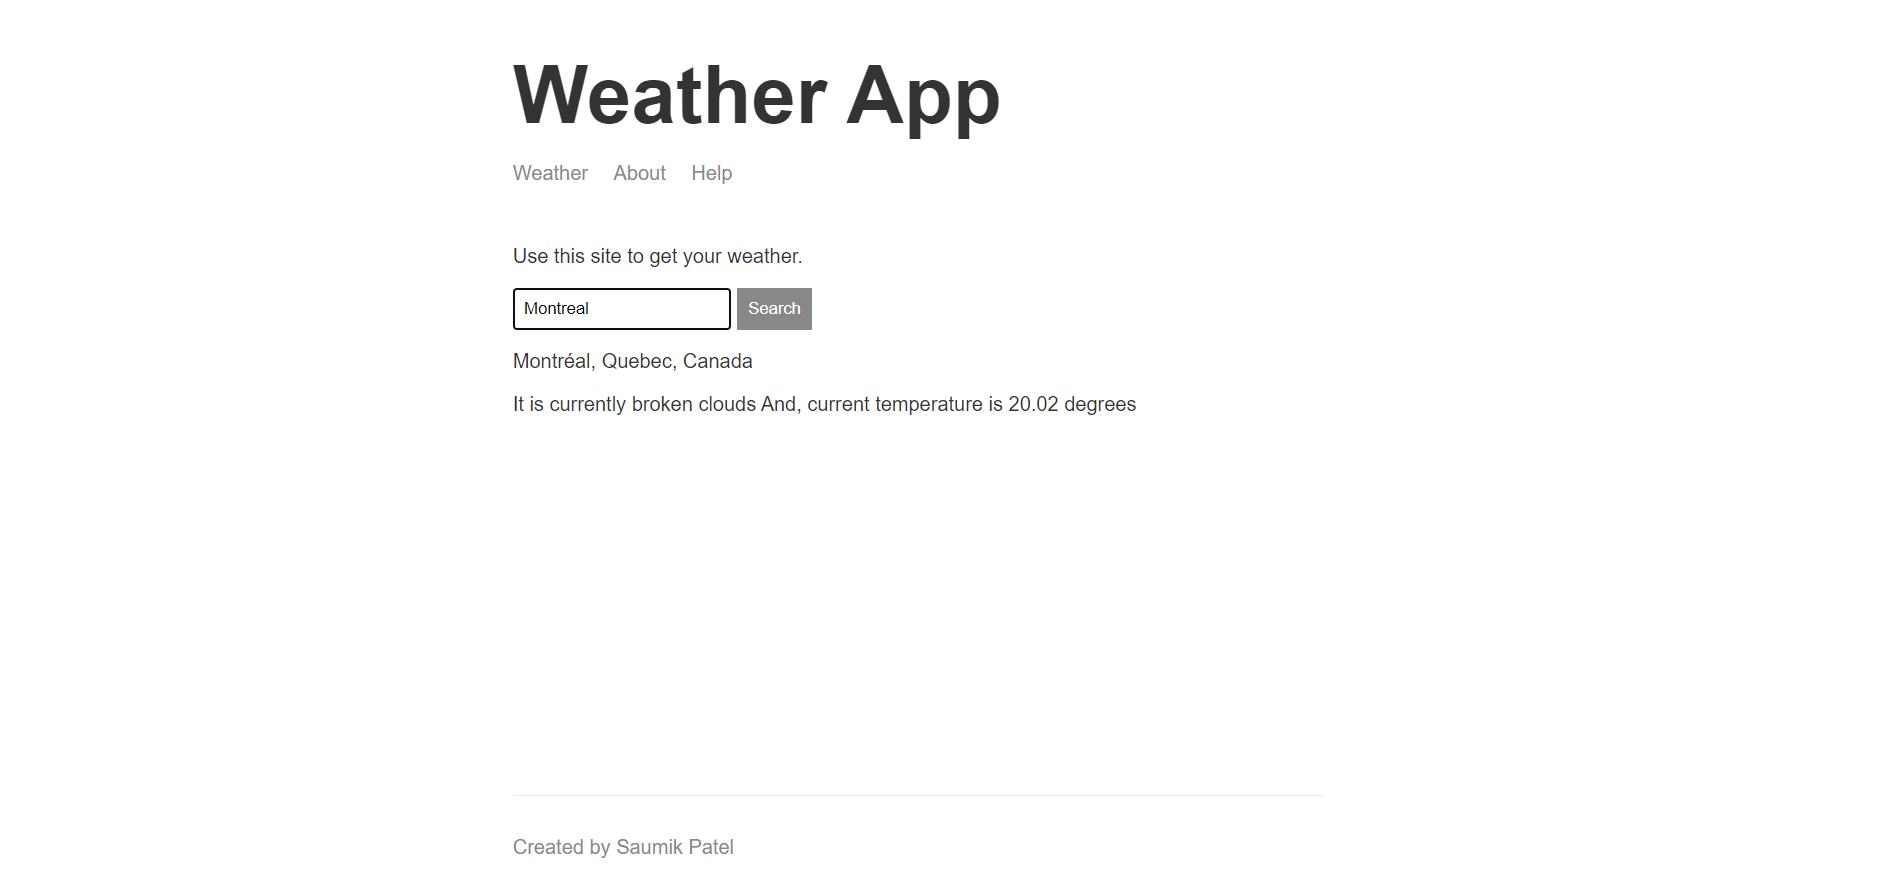 Weather App
Weather About Help
Use this site to get your weather.
Montreal Search
Montréal, Quebec, Canada
It is currently broken clouds And, current temperature is 20.02 degrees
Created by Saumik Patel